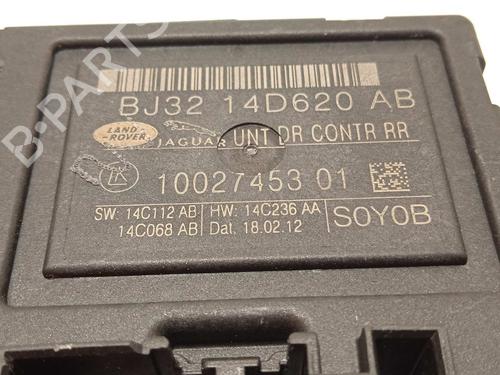 BJ32 14D620 AB
LAND ROVER JAGUAR UNT DR CONTR RR
10027453 01
SW: 14C112 AB HW: 14C236 AA
14C068 AB Dat. 18.02.12 SOYOB
B-PARTS